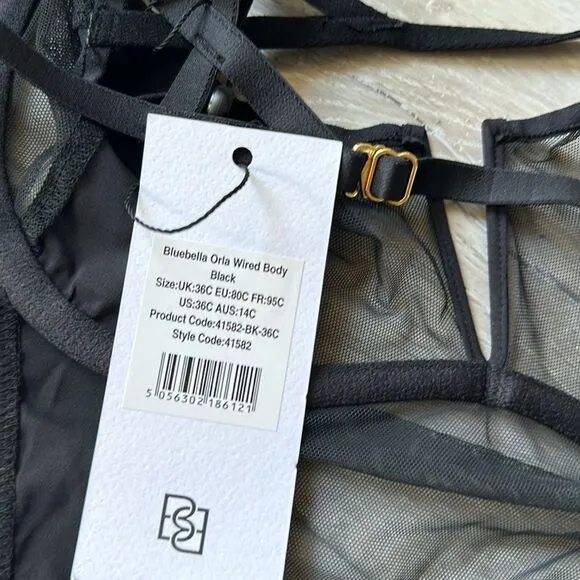 Bluebella Orla Wired Body
Black
Size:UK:36C EU:80C FR:95C
US:36C AUS:14C
Product Code:41582-BK-36C
Style Code:41582
5 056302 186121